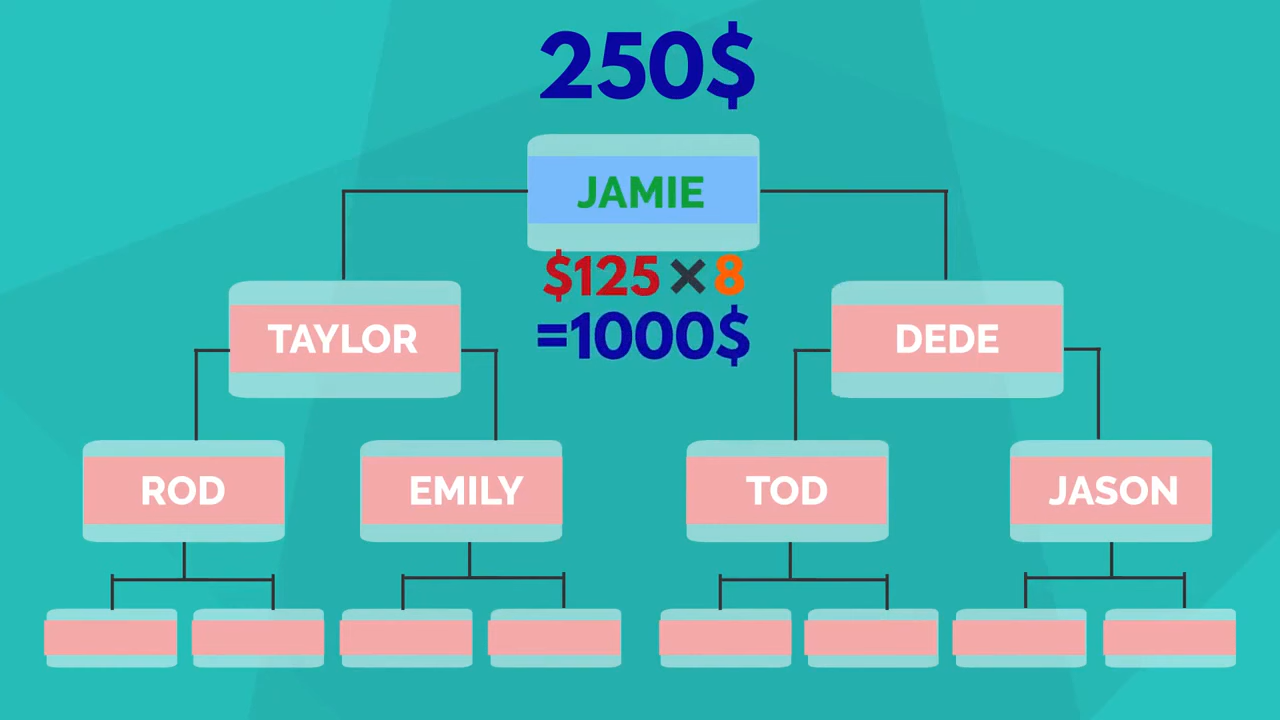 250$
JAMIE
$125 × 8
=1000$
TAYLOR
DEDE
ROD
EMILY
TOD
JASON